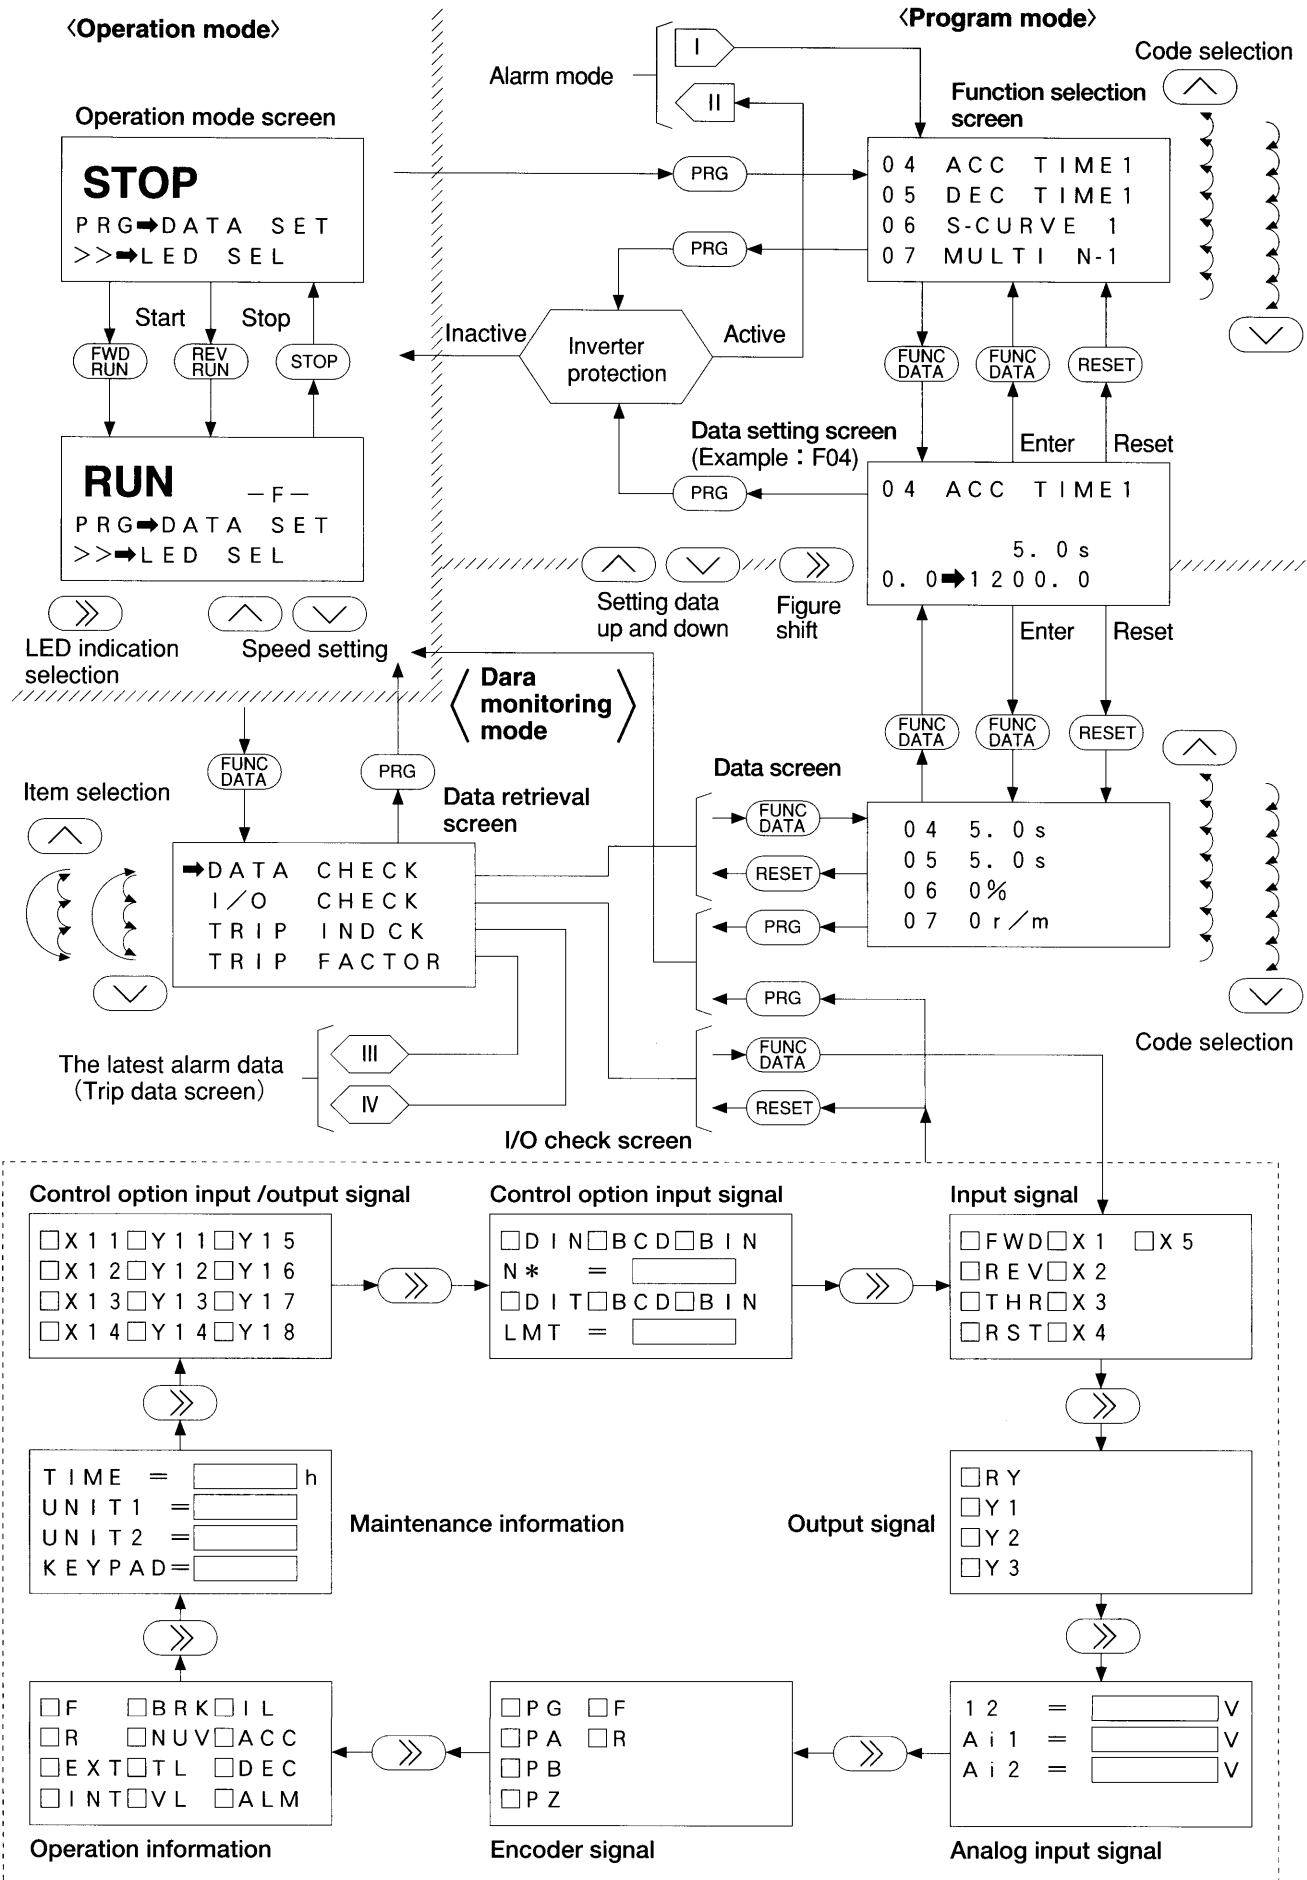 〈Operation mode〉
Operation mode screen
STOP
PRG➡DATA SET
>>➡LED SEL
Start
Stop
FWD
RUN
REV
RUN
STOP
RUN
—F—
PRG➡DATA SET
>>➡LED SEL
≫
LED indication
selection
Speed setting
Alarm mode
I
II
〈Program mode〉
Code selection
Function selection
screen
PRG
04 ACC TIME1
05 DEC TIME1
06 S-CURVE 1
07 MULTI N-1
PRG
Inactive
Inverter
protection
Active
FUNC
DATA
FUNC
DATA
RESET
Enter
Reset
Data setting screen
(Example：F04)
PRG
04 ACC TIME1
5.0s
0.0➡1200.0
≫
Setting data
up and down
Figure
shift
Enter
Reset
FUNC
DATA
FUNC
DATA
RESET
〈Dara
monitoring
mode〉
FUNC
DATA
PRG
Item selection
Data retrieval
screen
➡DATA CHECK
I/O CHECK
TRIP INDCK
TRIP FACTOR
Data screen
FUNC
DATA
RESET
PRG
04 5.0s
05 5.0s
06 0%
07 0r/m
Code selection
PRG
FUNC
DATA
RESET
The latest alarm data
(Trip data screen)
III
IV
I/O check screen
Control option input /output signal
□X11□Y11□Y15
□X12□Y12□Y16
□X13□Y13□Y17
□X14□Y14□Y18
≫
Control option input signal
□DIN□BCD□BIN
N* =
□DIT□BCD□BIN
LMT =
≫
Input signal
□FWD□X1 □X5
□REV□X2
□THR□X3
□RST□X4
≫
≫
TIME = h
UNIT1 =
UNIT2 =
KEYPAD=
Maintenance information
Output signal
□RY
□Y1
□Y2
□Y3
≫
≫
□F □BRK□IL
□R □NUV□ACC
□EXT□TL □DEC
□INT□VL □ALM
Operation information
≫
□PG □F
□PA □R
□PB
□PZ
Encoder signal
≫
12 = V
Ai1 = V
Ai2 = V
Analog input signal